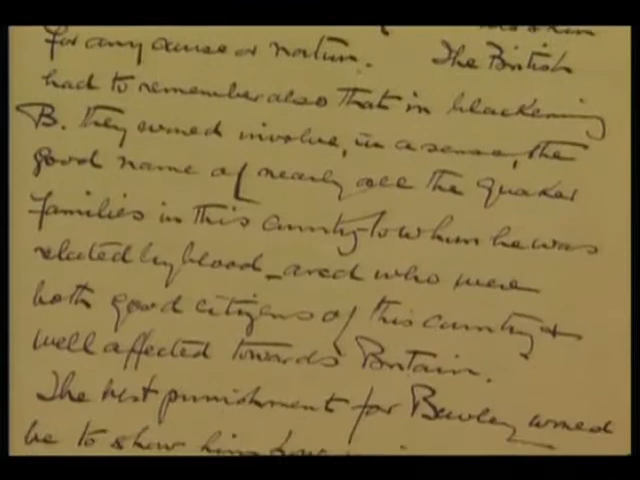 for any cause or nation. The British
had to remember also that in blackening
B. they would involve, in a sense, the
good name of nearly all the Quaker
families in this country to whom he was
related by blood _ and who were
both good citizens of this country &
well affected towards Britain.
The best punishment for Bewley would
be to show him how